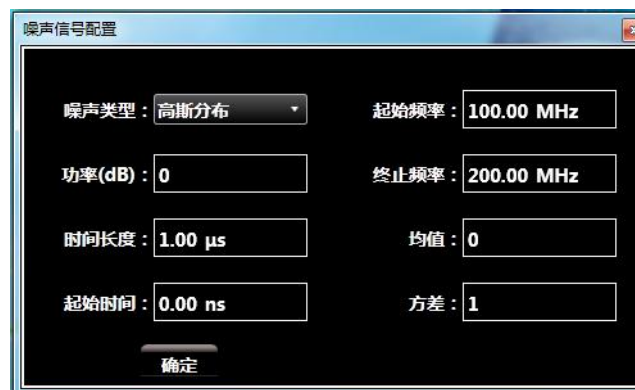 噪声信号配置
噪声类型：高斯分布 起始频率：100.00 MHz
功率(dB)：0 终止频率：200.00 MHz
时间长度：1.00 μs 均值：0
起始时间：0.00 ns 方差：1
确定